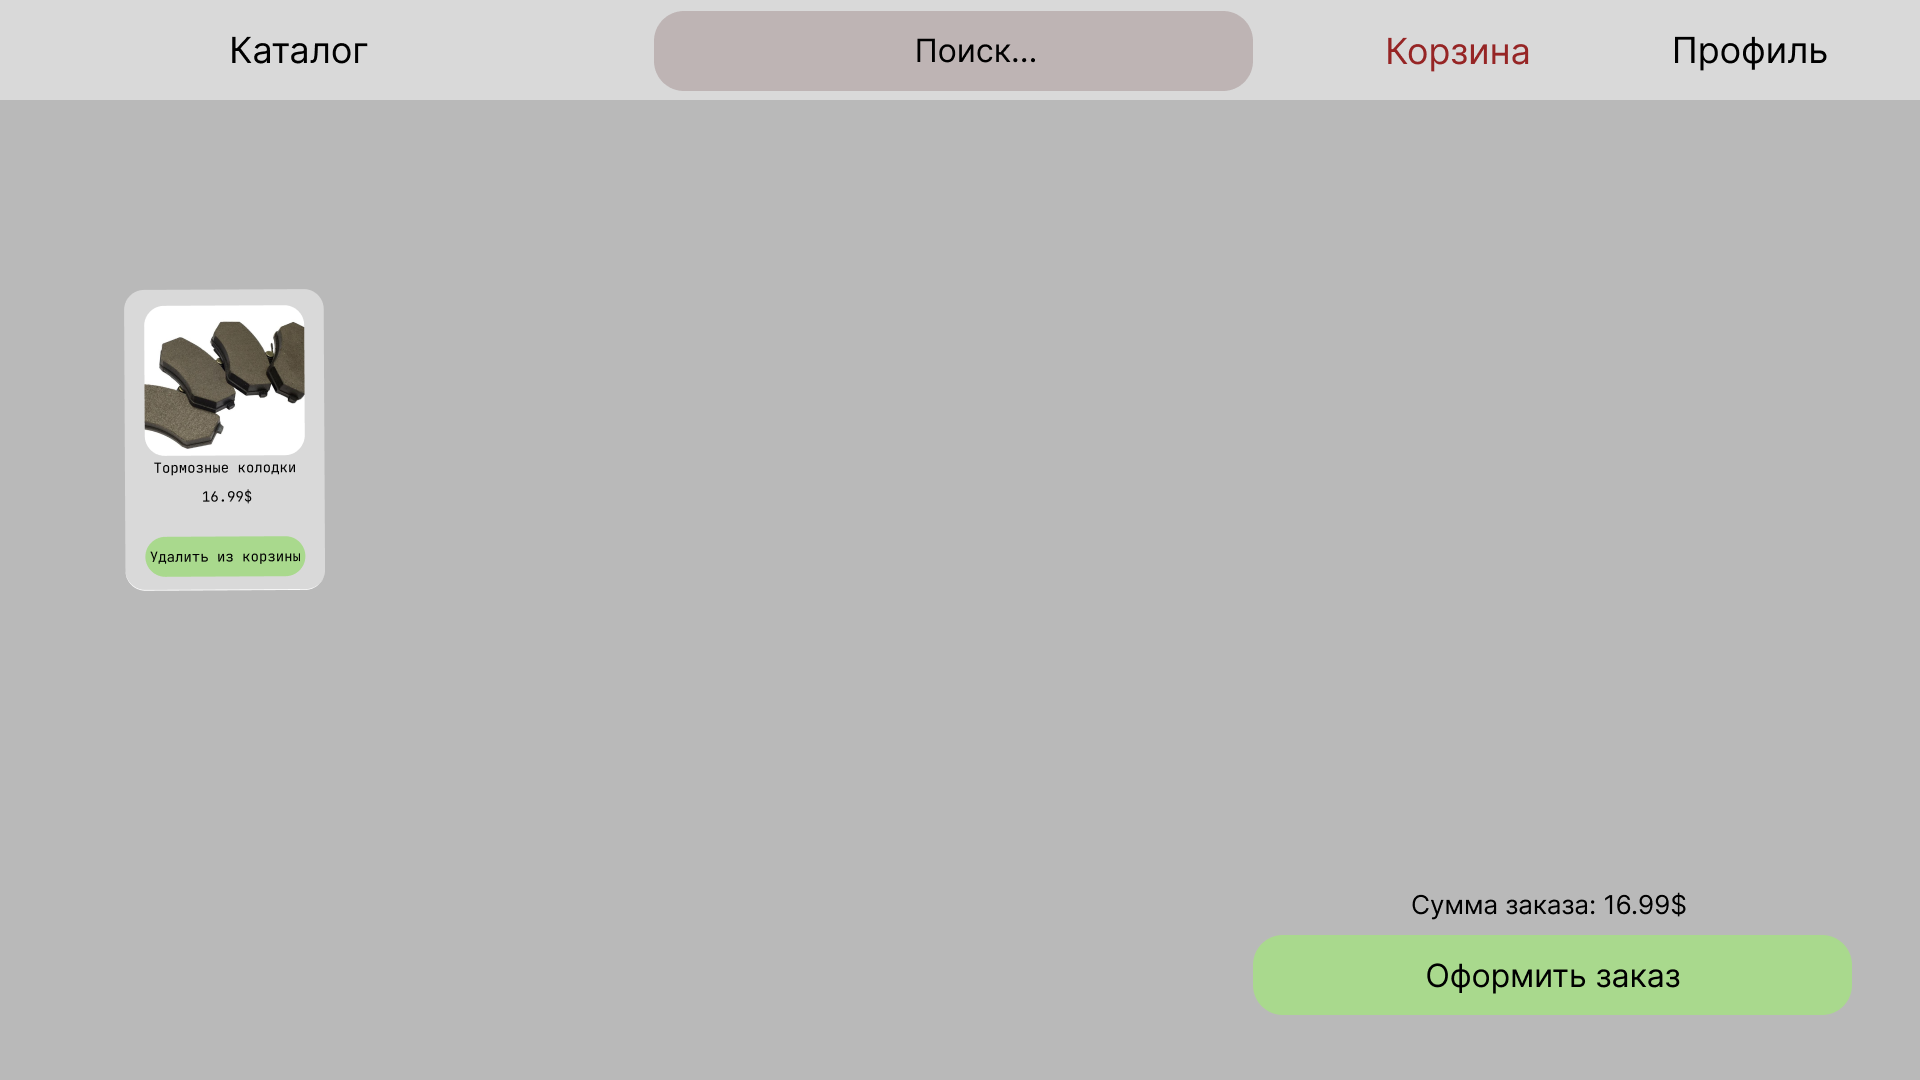 Каталог
Поиск...
Корзина
Профиль
Тормозные колодки
16.99$
Удалить из корзины
Сумма заказа: 16.99$
Оформить заказ